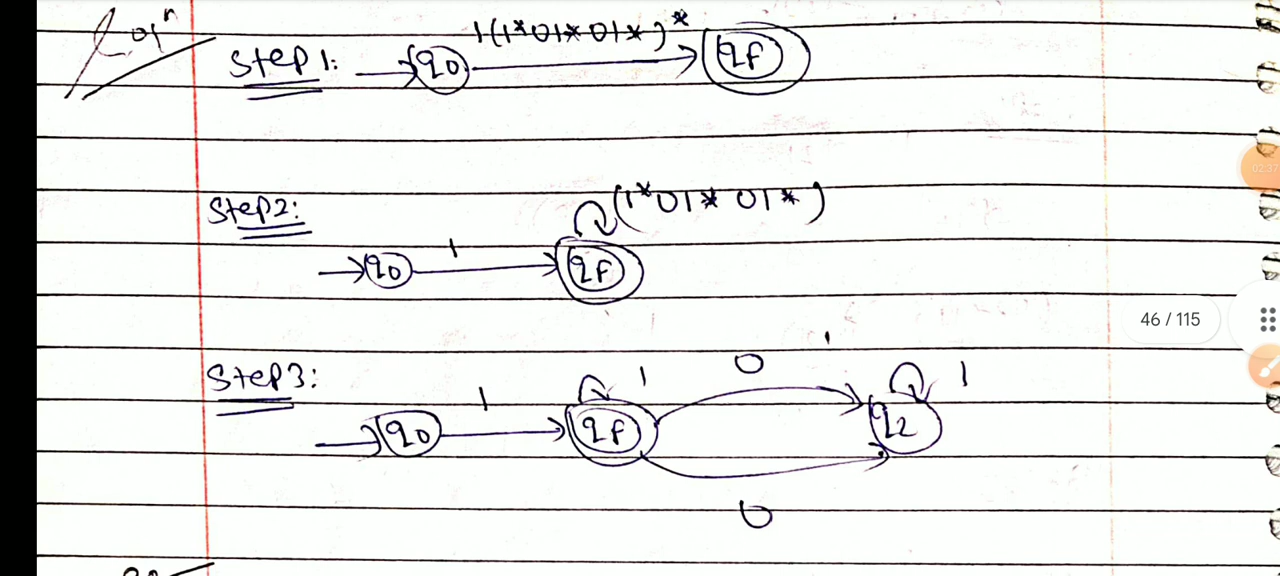 Solⁿ
Step 1: q0 1(1*01*01*)* qf
Step 2: (1*01*01*)
q0 1 qf
46 / 115
Step 3: q0 1 qf 1 0 q2 1
0